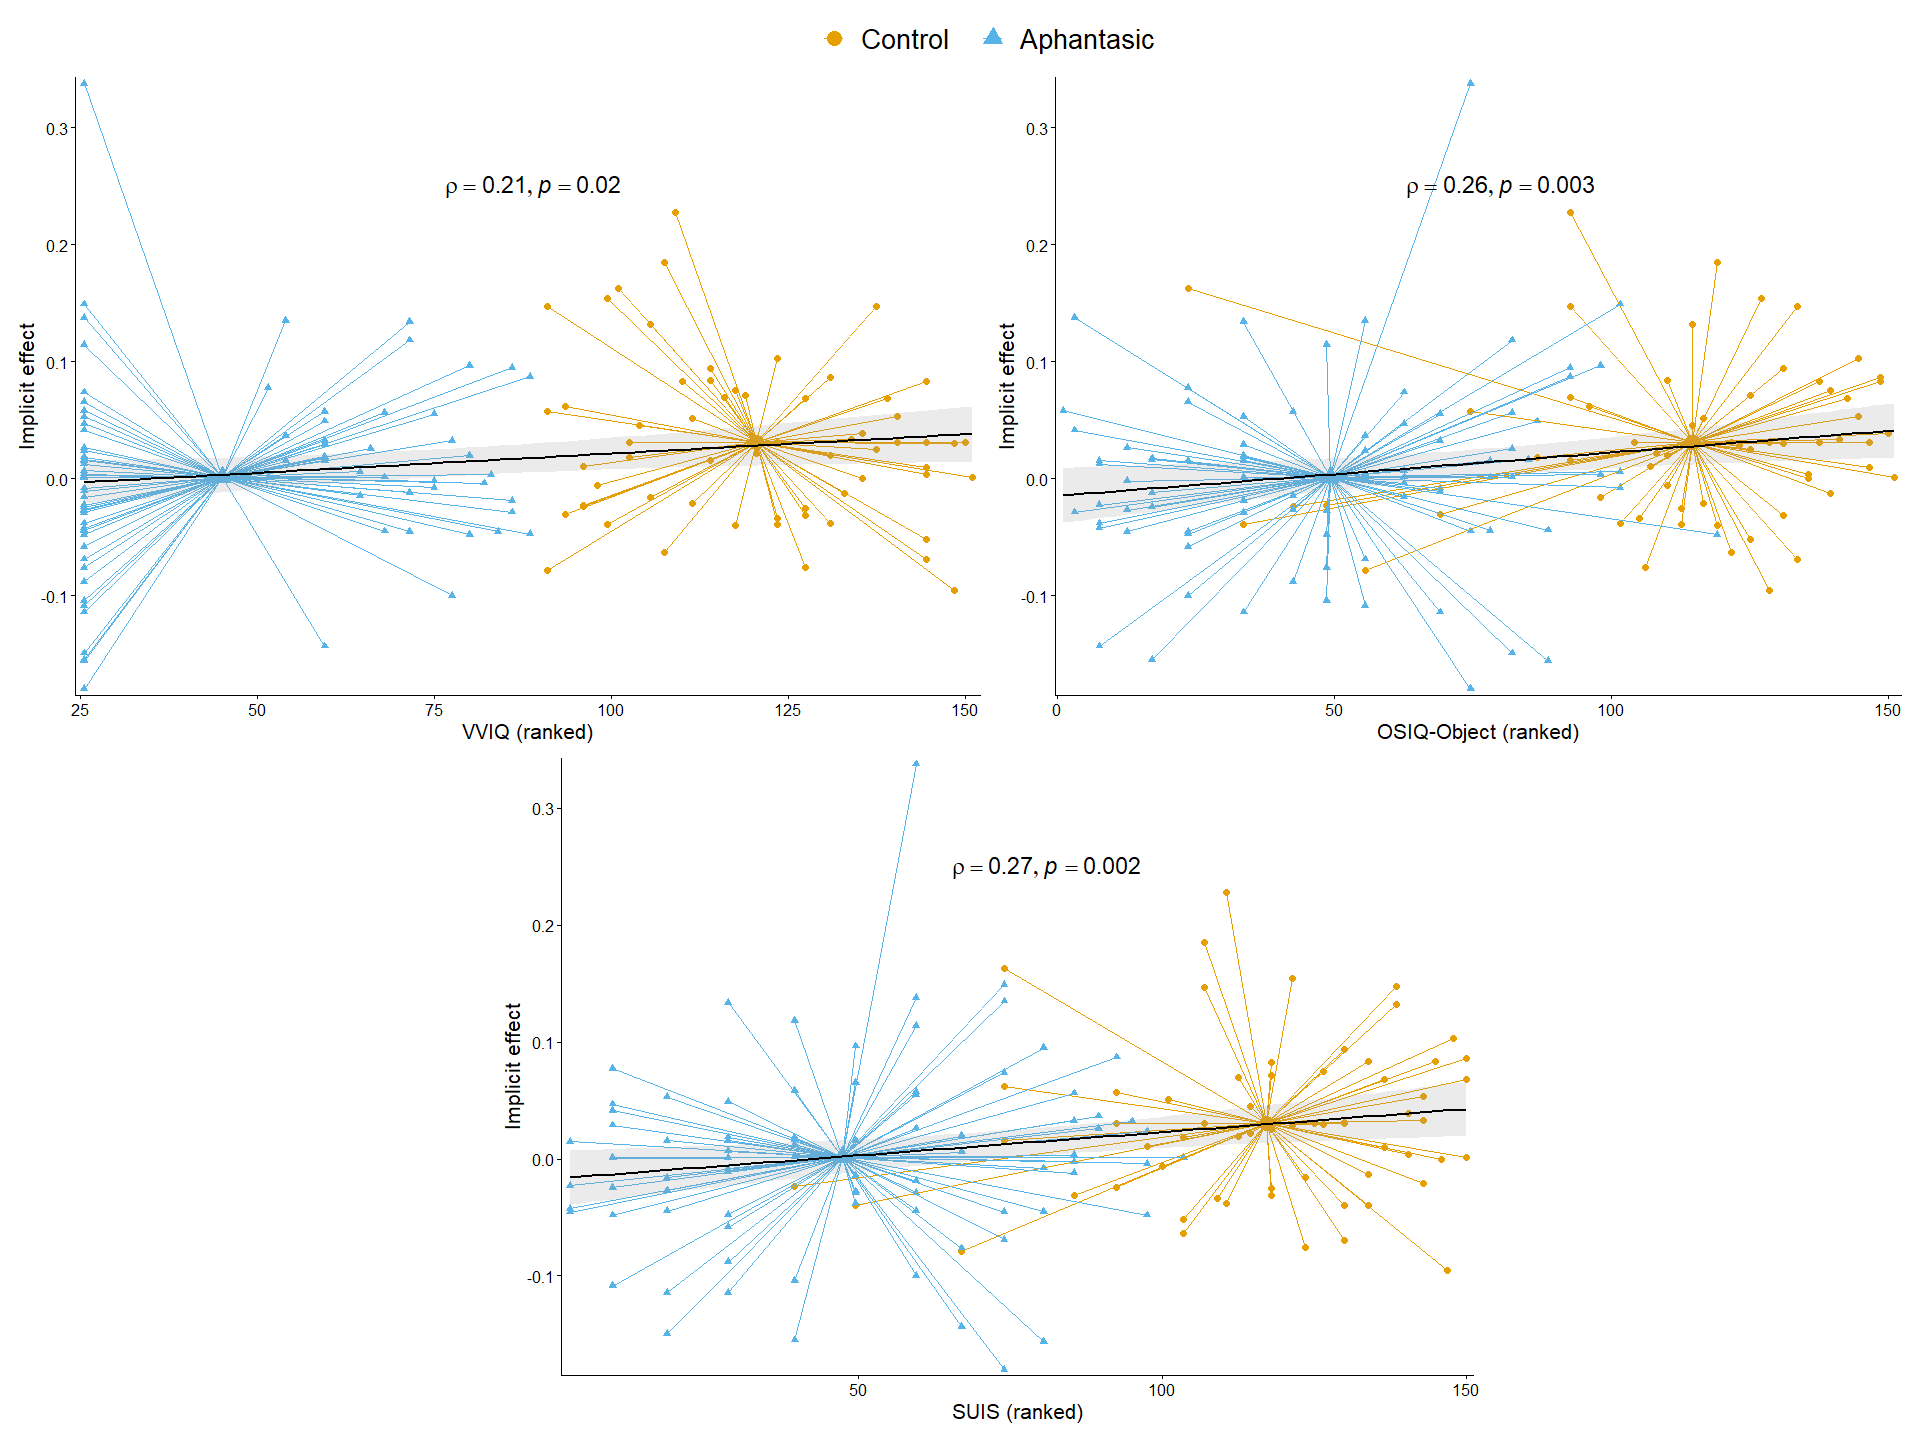 Control Aphantasic
0.3
0.2
0.1
0.0
-0.1
Implicit effect
ρ = 0.21, p = 0.02
25 50 75 100 125 150
VVIQ (ranked)
0.3
0.2
0.1
0.0
-0.1
Implicit effect
ρ = 0.26, p = 0.003
0 50 100 150
OSIQ-Object (ranked)
0.3
0.2
0.1
0.0
-0.1
Implicit effect
ρ = 0.27, p = 0.002
50 100 150
SUIS (ranked)